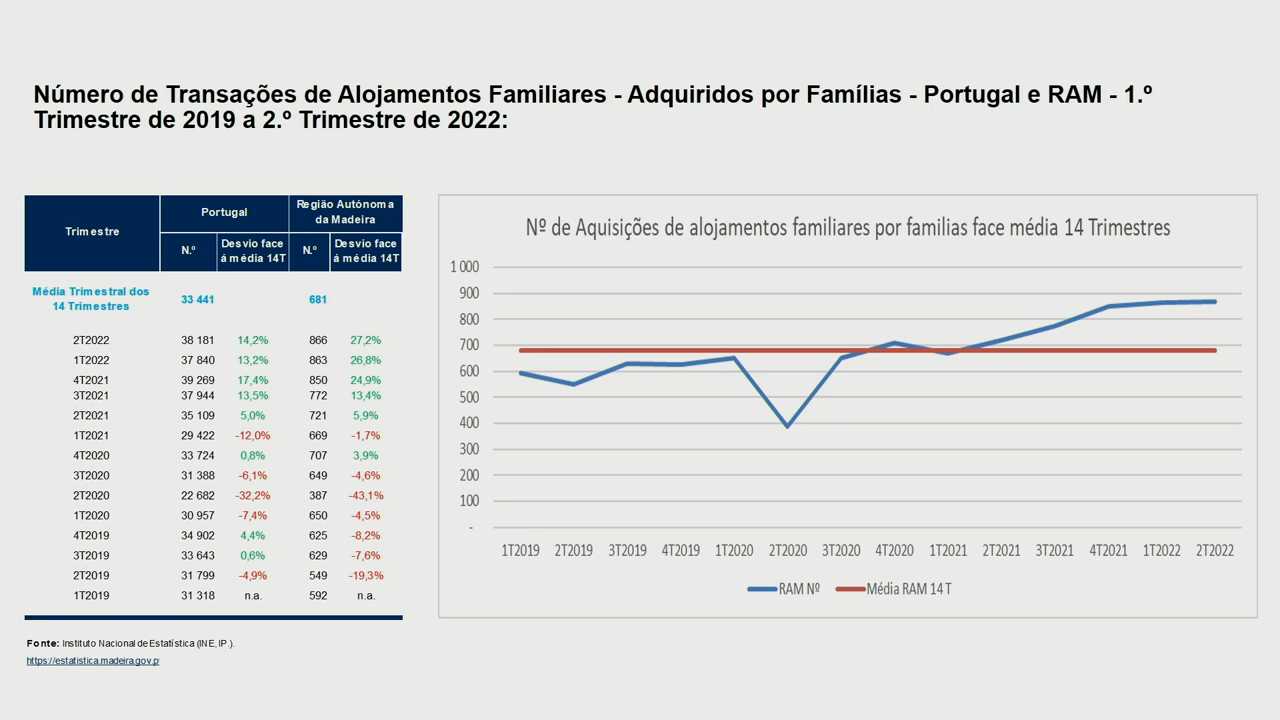 Número de Transações de Alojamentos Familiares - Adquiridos por Famílias - Portugal e RAM - 1.º
Trimestre de 2019 a 2.º Trimestre de 2022:
Trimestre
Portugal
Região Autónoma
da Madeira
N.º
Desvio face
á média 14T
N.º
Desvio face
á média 14T
Média Trimestral dos
14 Trimestres
33 441
681
2T2022 38 181 14,2% 866 27,2%
1T2022 37 840 13,2% 863 26,8%
4T2021 39 269 17,4% 850 24,9%
3T2021 37 944 13,5% 772 13,4%
2T2021 35 109 5,0% 721 5,9%
1T2021 29 422 -12,0% 669 -1,7%
4T2020 33 724 0,8% 707 3,9%
3T2020 31 388 -6,1% 649 -4,6%
2T2020 22 682 -32,2% 387 -43,1%
1T2020 30 957 -7,4% 650 -4,5%
4T2019 34 902 4,4% 625 -8,2%
3T2019 33 643 0,6% 629 -7,6%
2T2019 31 799 -4,9% 549 -19,3%
1T2019 31 318 n.a. 592 n.a.
Fonte: Instituto Nacional de Estatística (INE, IP.).
https://estatistica.madeira.gov.p
Nº de Aquisições de alojamentos familiares por familias face média 14 Trimestres
1 000
900
800
700
600
500
400
300
200
100
-
1T2019 2T2019 3T2019 4T2019 1T2020 2T2020 3T2020 4T2020 1T2021 2T2021 3T2021 4T2021 1T2022 2T2022
RAM Nº Média RAM 14 T